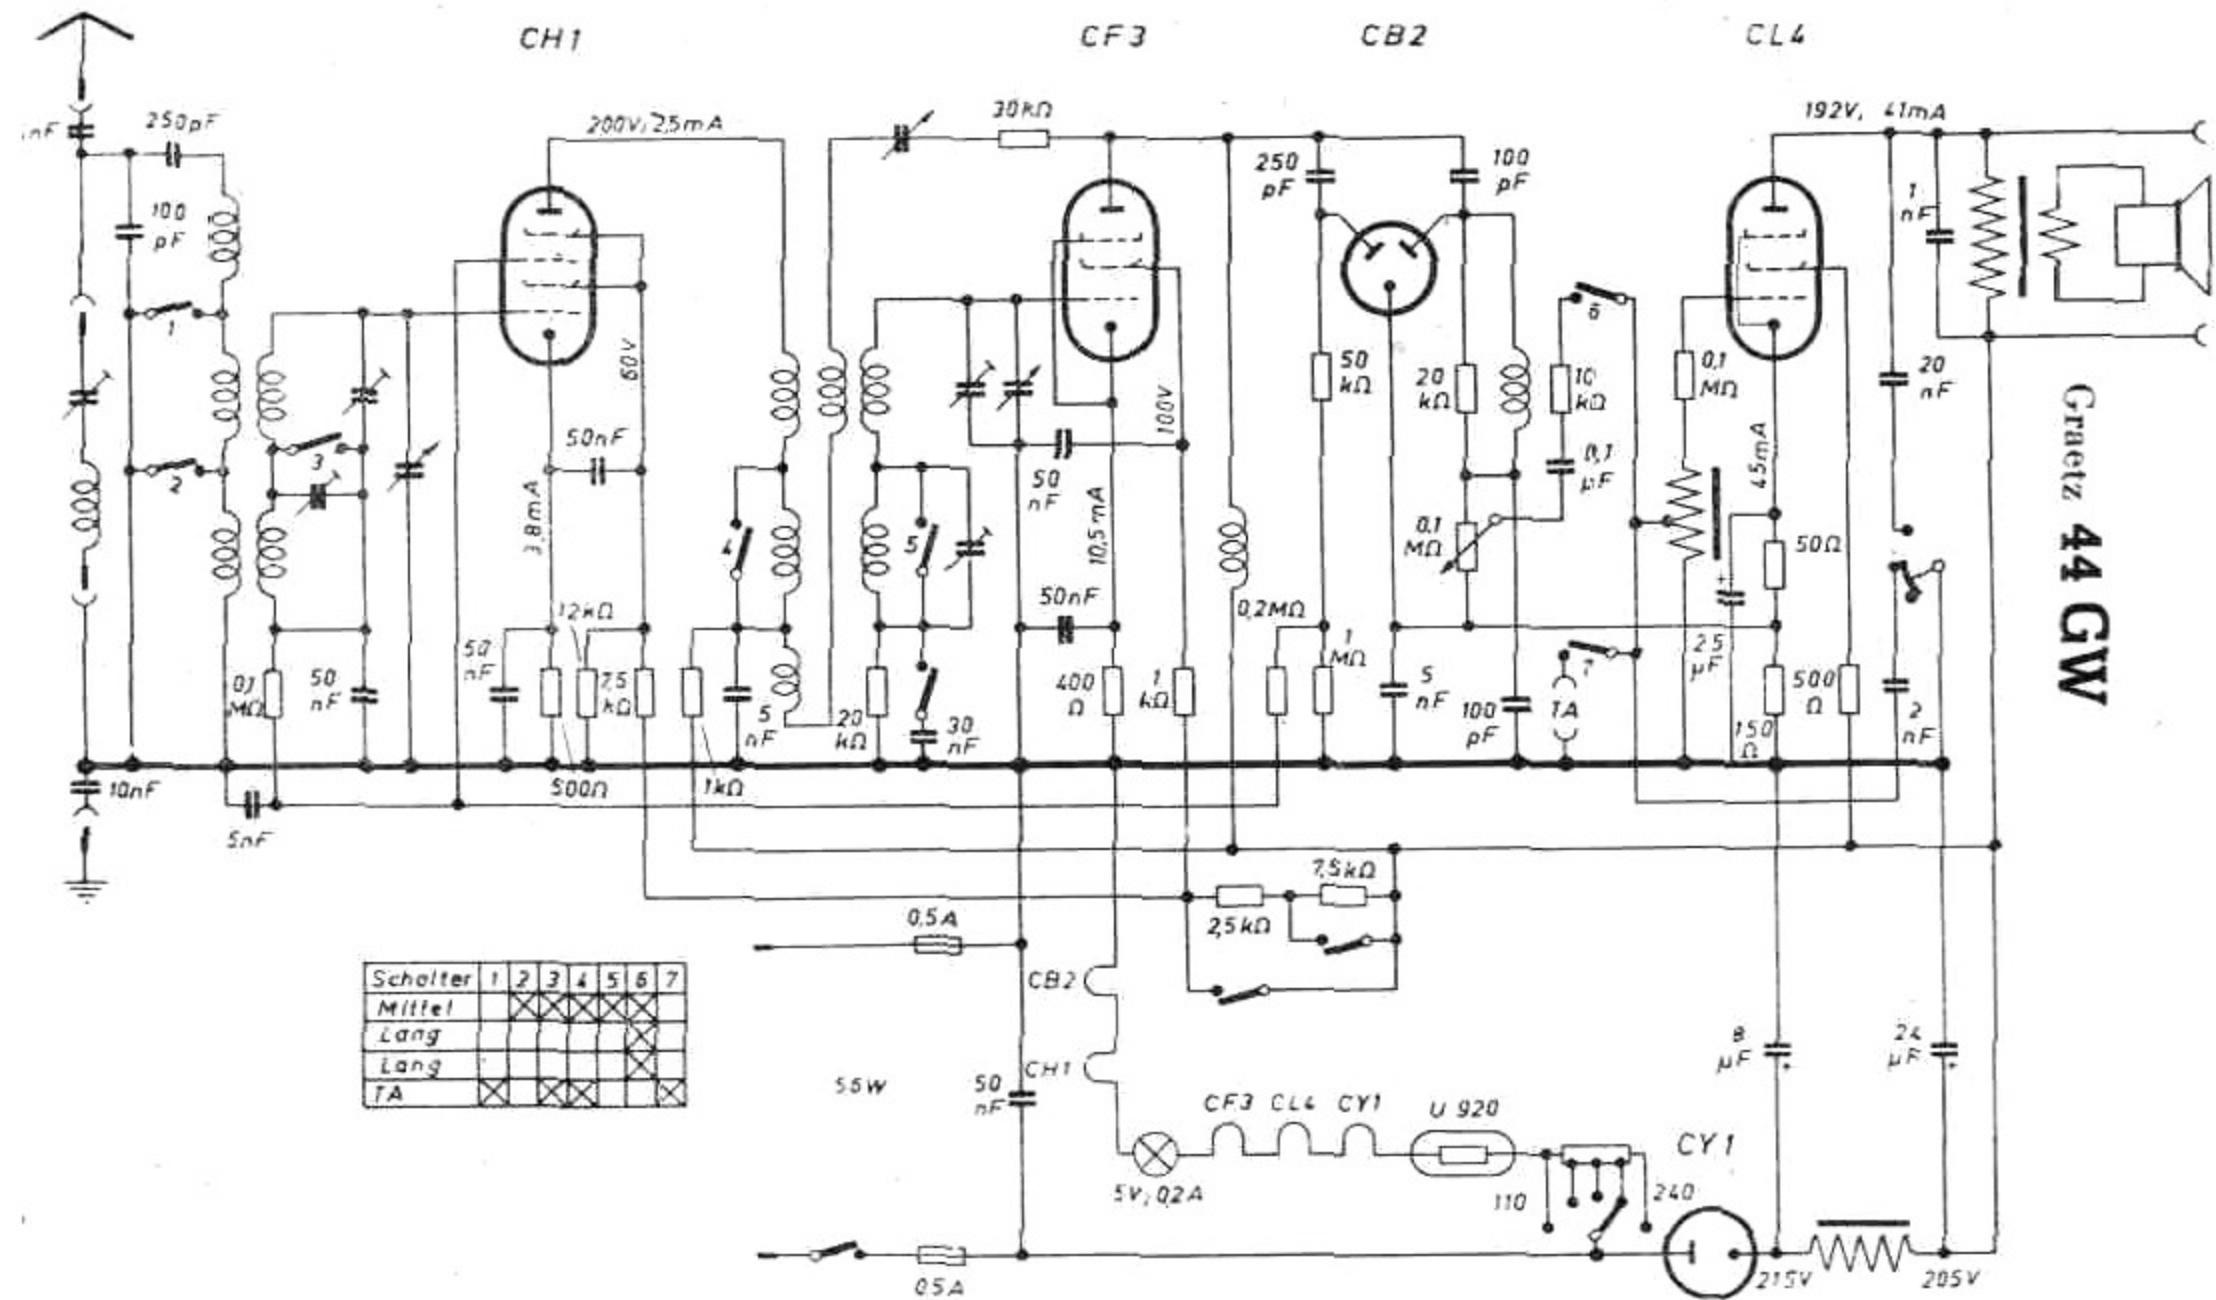 CH1
CF3
CB2
CL4
nF
250pF
200V/2,5mA
30kΩ
192V, 41mA
250 pF
100 pF
1 nF
100 pF
1
2
3
60V
50nF
3,8mA
100V
50 nF
10,5mA
4
5
50 kΩ
20 kΩ
10 kΩ
0,1 µF
6
0,1 MΩ
0,1 MΩ
45mA
50Ω
20 nF
Graetz 44 GW
0,1 MΩ
50 nF
50 nF
12kΩ
7,5 kΩ
5 nF
20 kΩ
30 nF
50nF
400 Ω
1 kΩ
0,2MΩ
1 MΩ
5 nF
100 pF
TA
7
25 µF
+
150 Ω
500 Ω
2 nF
10nF
5nF
500Ω
1kΩ
7,5kΩ
2,5kΩ
0,5A
CB2
CH1
Schalter 1 2 3 4 5 6 7
Mittel
Lang
Lang
TA
55W
50 nF
CF3 CL4 CY1 U 920
5V, 0,2A
110
240
CY1
8 µF
+
24 µF
+
0,5A
215V
205V